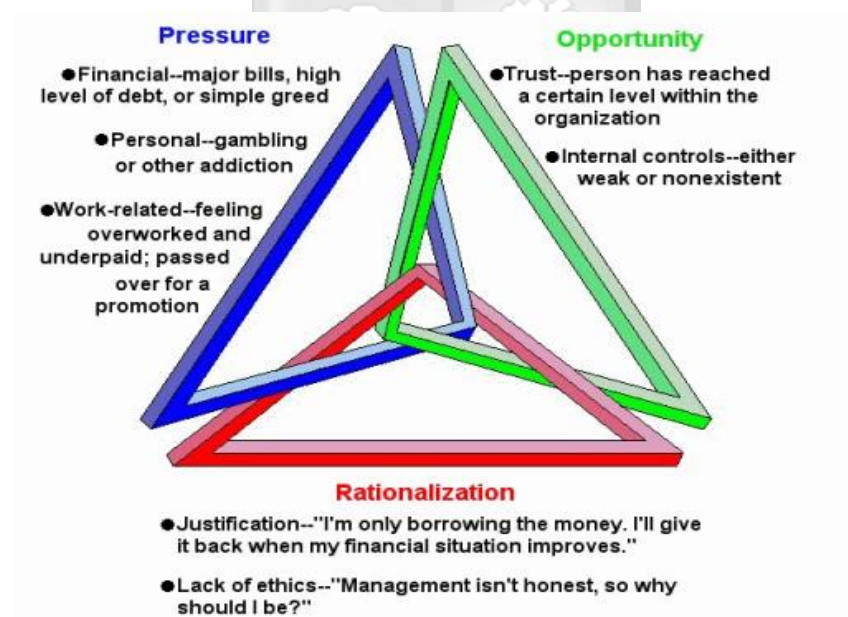 Pressure
●Financial--major bills, high
level of debt, or simple greed
●Personal--gambling
or other addiction
●Work-related--feeling
overworked and
underpaid; passed
over for a
promotion
Opportunity
●Trust--person has reached
a certain level within the
organization
●Internal controls--either
weak or nonexistent
Rationalization
●Justification--"I'm only borrowing the money. I'll give
it back when my financial situation improves."
●Lack of ethics--"Management isn't honest, so why
should I be?"